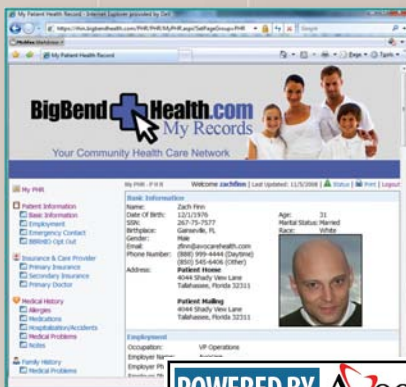 My Patient Health Record - Internet Explorer provided by Dell
My Patient Health Record
BigBend Health.com
My Records
Your Community Health Care Network
My PHR
My PHR - P H R
Welcome zachfinn | Last Updated: 11/5/2008 | Status | Print | Logout
Patient Information
Basic Information
Employment
Emergency Contact
BBRHIO Opt Out
Insurance & Care Provider
Primary Insurance
Secondary Insurance
Primary Doctor
Medical History
Allergies
Medications
Hospitalization/Accidents
Medical Problems
Notes
Family History
Medical Problems
Basic Information
Name: Zach Finn
Date Of Birth: 12/1/1976 Age: 31
SSN: 267-75-7577 Marital Status: Married
Birthplace: Gainseville, FL Race: White
Gender: Male
Email: zfinn@avocarehealth.com
Phone Number: (888) 999-4444 (Daytime)
(850) 545-6406 (Other)
Address: Patient Home
4044 Shady View Lane
Tallahassee, Florida 32311
Patient Mailing
4044 Shady View Lane
Tallahassee, Florida 32311
Employment
Occupation: VP Operations
Employer Name:
POWERED BY